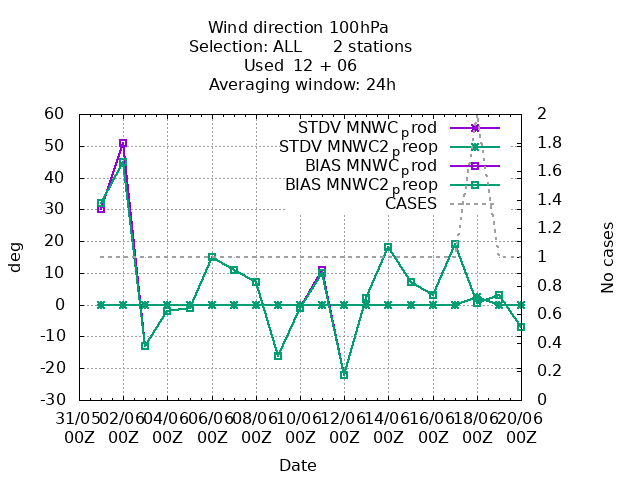 Wind direction 100hPa
Selection: ALL 2 stations
Used 12 + 06
Averaging window: 24h
STDV MNWC_prod
STDV MNWC2_preop
BIAS MNWC_prod
BIAS MNWC2_preop
CASES
60
50
40
30
20
10
0
-10
-20
-30
deg
2
1.8
1.6
1.4
1.2
1
0.8
0.6
0.4
0.2
0
No cases
31/05 02/06 04/06 06/06 08/06 10/06 12/06 14/06 16/06 18/06 20/06
00Z 00Z 00Z 00Z 00Z 00Z 00Z 00Z 00Z 00Z 00Z
Date